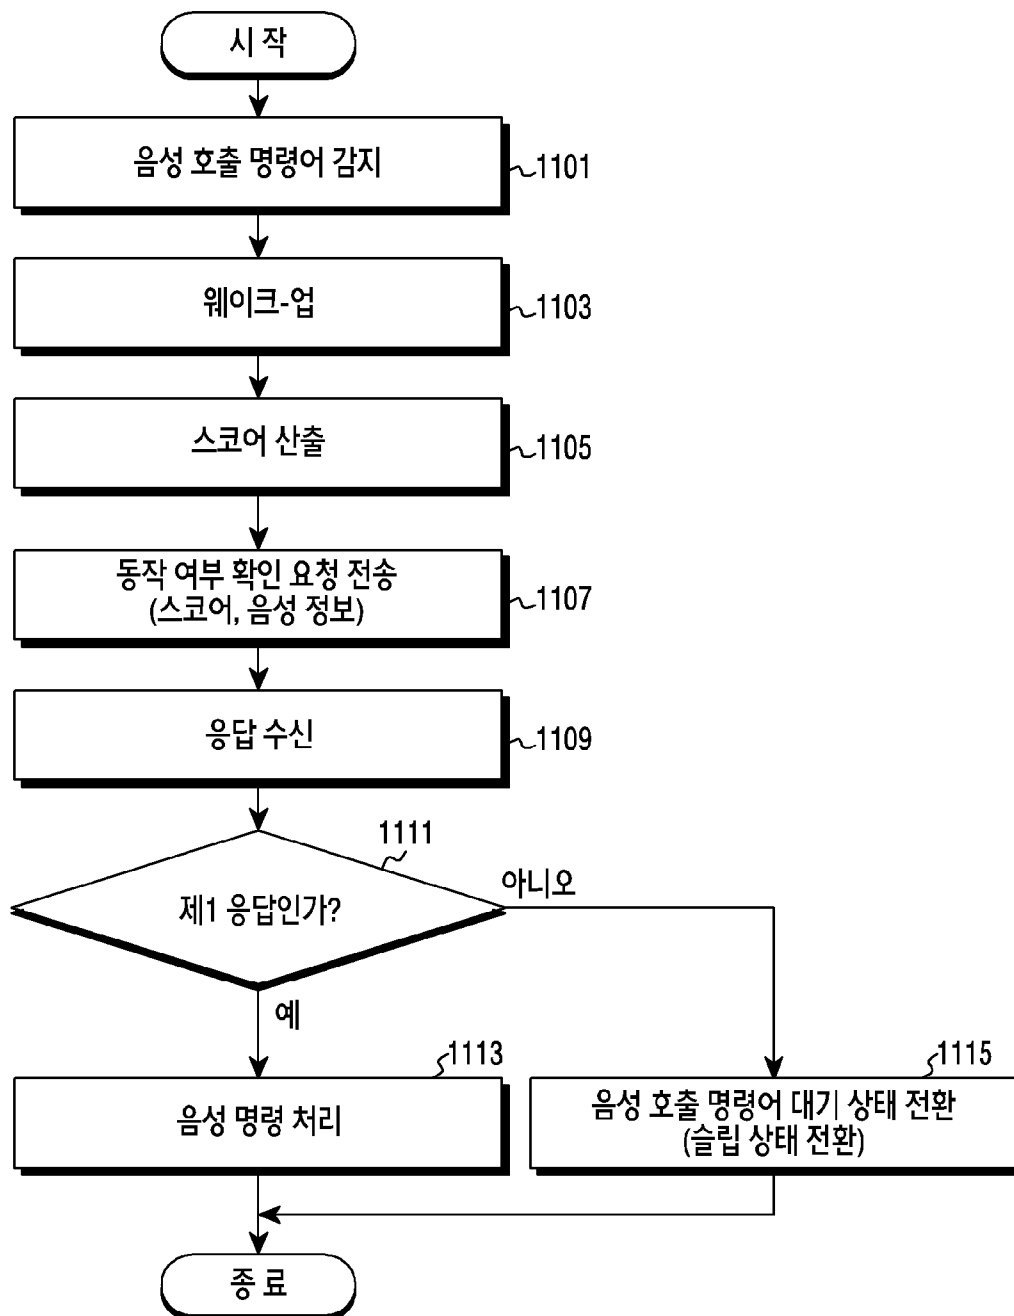 시 작
음성 호출 명령어 감지
1101
웨이크-업
1103
스코어 산출
1105
동작 여부 확인 요청 전송
(스코어, 음성 정보)
1107
응답 수신
1109
1111
제1 응답인가?
아니오
예
1113
음성 명령 처리
1115
음성 호출 명령어 대기 상태 전환
(슬립 상태 전환)
종 료